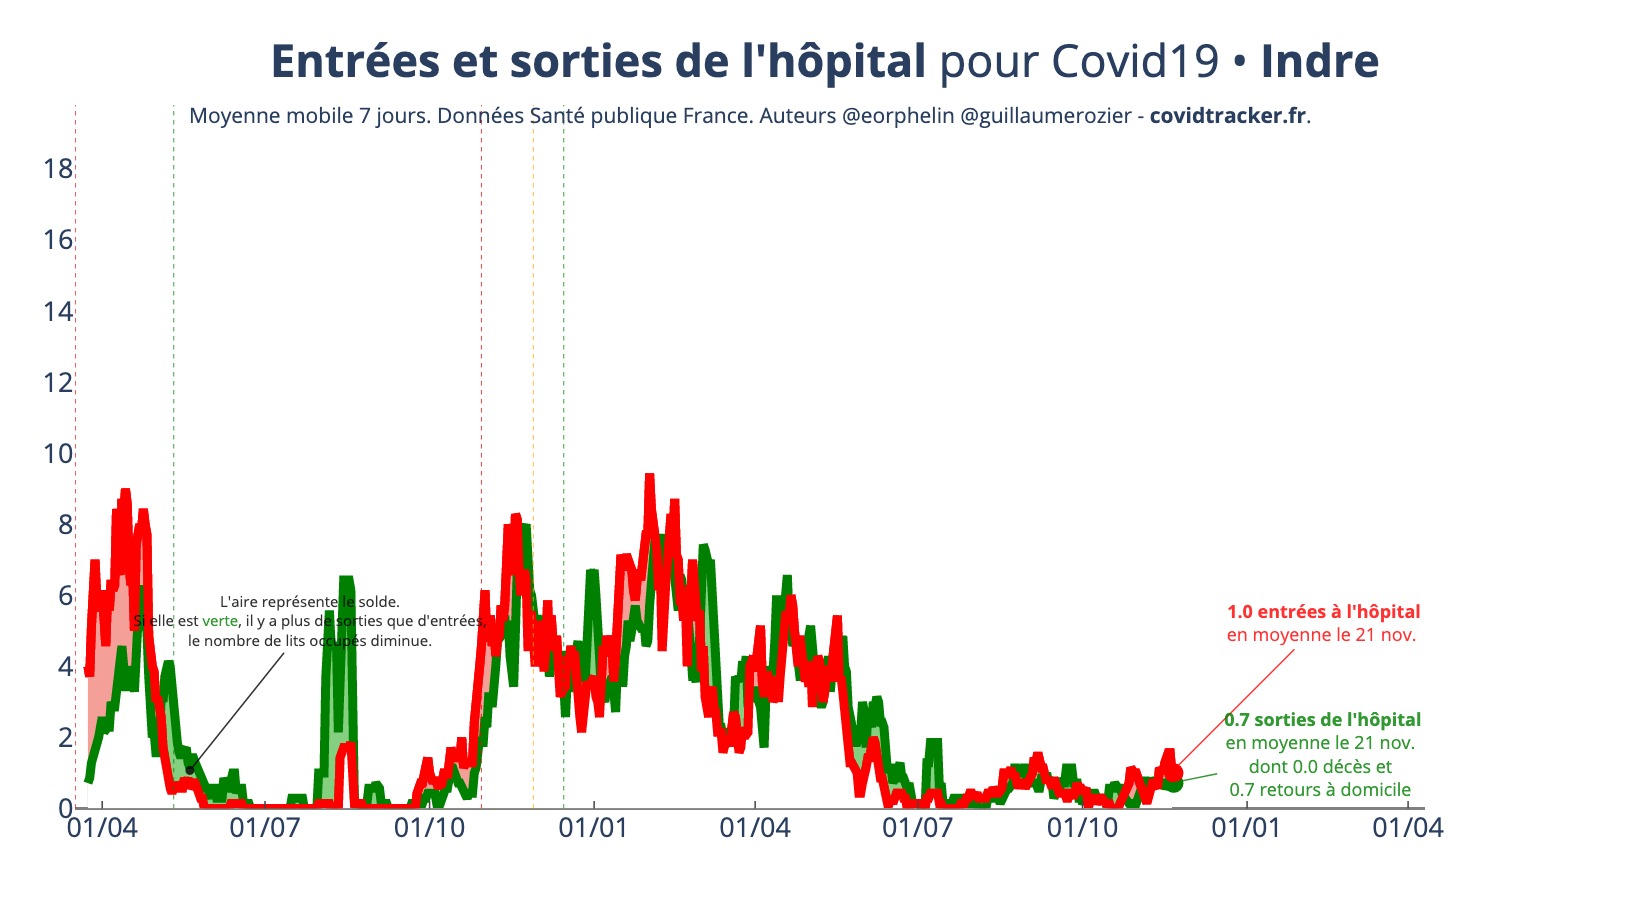 Entrées et sorties de l'hôpital pour Covid19 • Indre
Moyenne mobile 7 jours. Données Santé publique France. Auteurs @eorphelin @guillaumerozier - covidtracker.fr.
18
16
14
12
10
8
6
4
2
0
L'aire représente le solde.
Si elle est verte, il y a plus de sorties que d'entrées,
le nombre de lits occupés diminue.
1.0 entrées à l'hôpital
en moyenne le 21 nov.
0.7 sorties de l'hôpital
en moyenne le 21 nov.
dont 0.0 décès et
0.7 retours à domicile
01/04 01/07 01/10 01/01 01/04 01/07 01/10 01/01 01/04